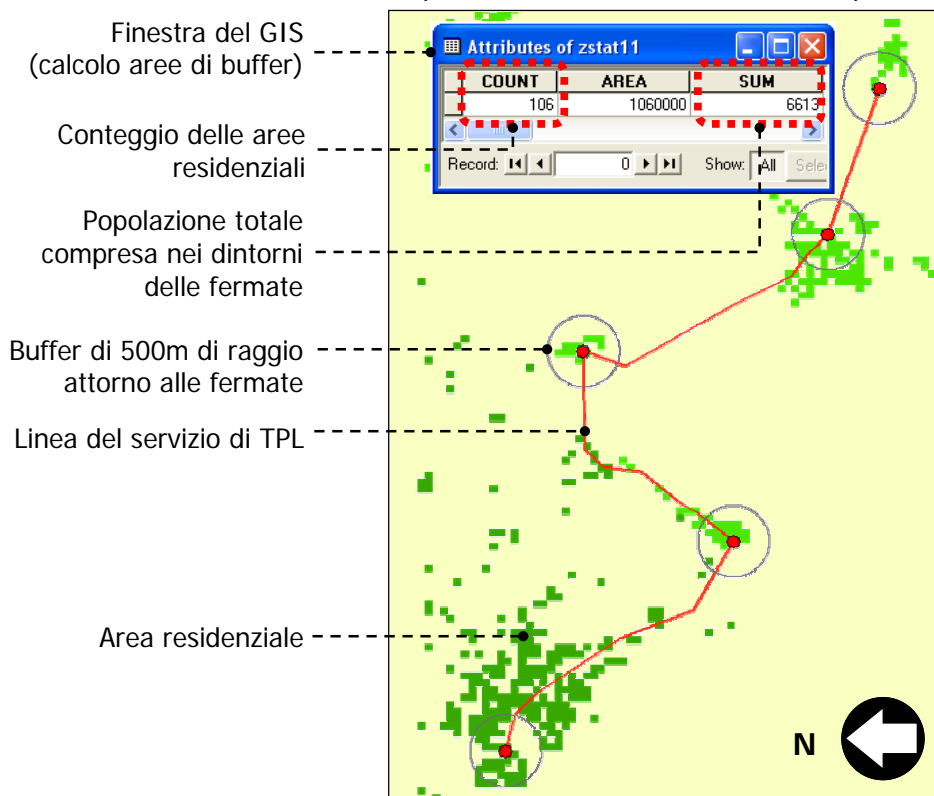 Finestra del GIS
(calcolo aree di buffer)
Conteggio delle aree
residenziali
Popolazione totale
compresa nei dintorni
delle fermate
Buffer di 500m di raggio
attorno alle fermate
Linea del servizio di TPL
Area residenziale
Attributes of zstat11
COUNT AREA SUM
106 1060000 6613
Record: 0 Show: All
N